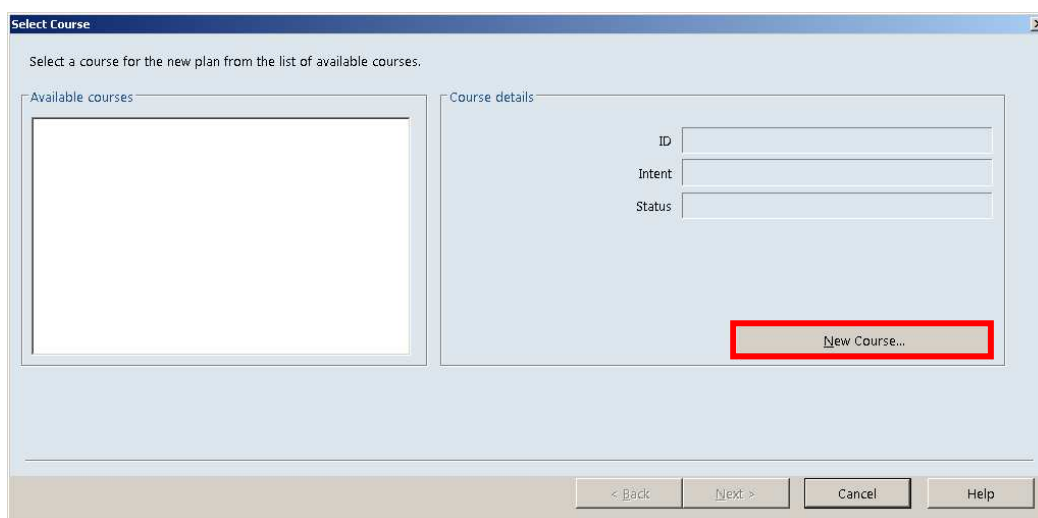 Select Course
Select a course for the new plan from the list of available courses.
Available courses
Course details
ID
Intent
Status
New Course...
< Back
Next >
Cancel
Help